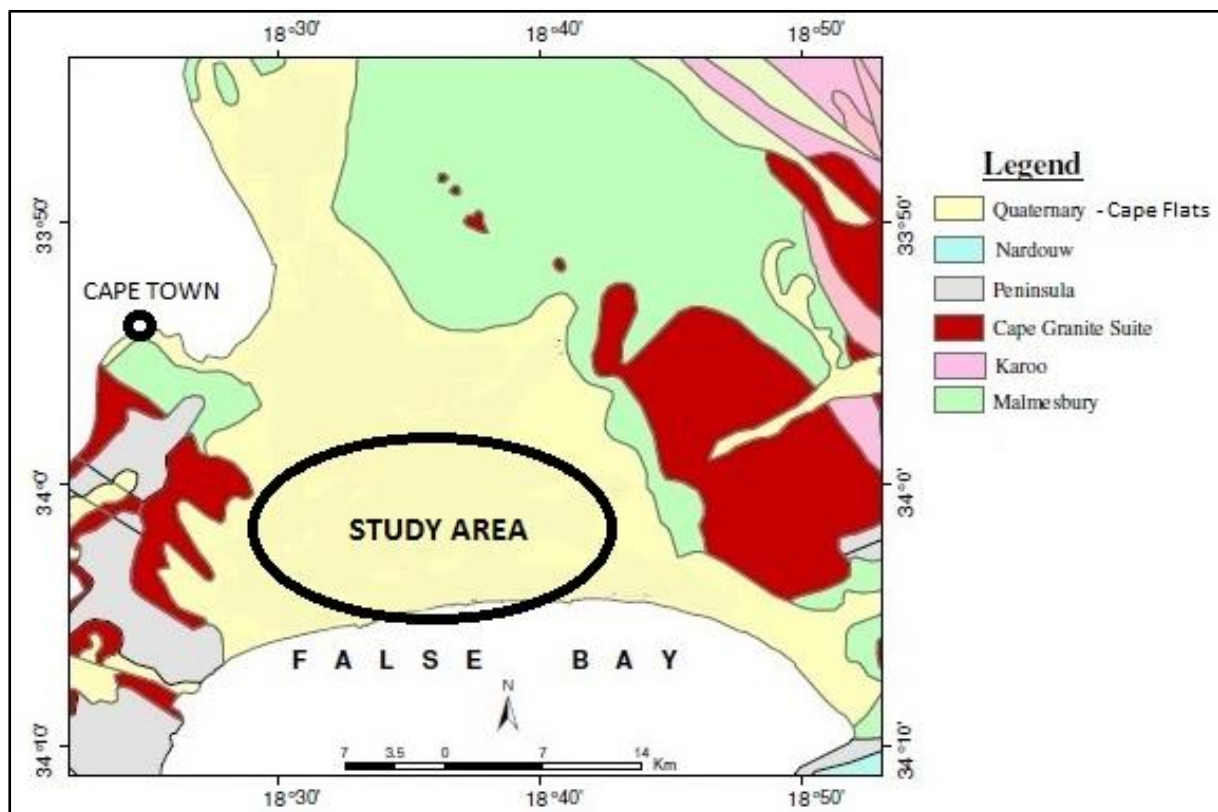 18°30' 18°40' 18°50'
33°50'
34°0'
34°10'
CAPE TOWN
STUDY AREA
FALSE BAY
N
7 3.5 0 7 14
Km
33°50'
34°0'
34°10'
18°30' 18°40' 18°50'
Legend
Quaternary - Cape Flats
Nardouw
Peninsula
Cape Granite Suite
Karoo
Malmesbury